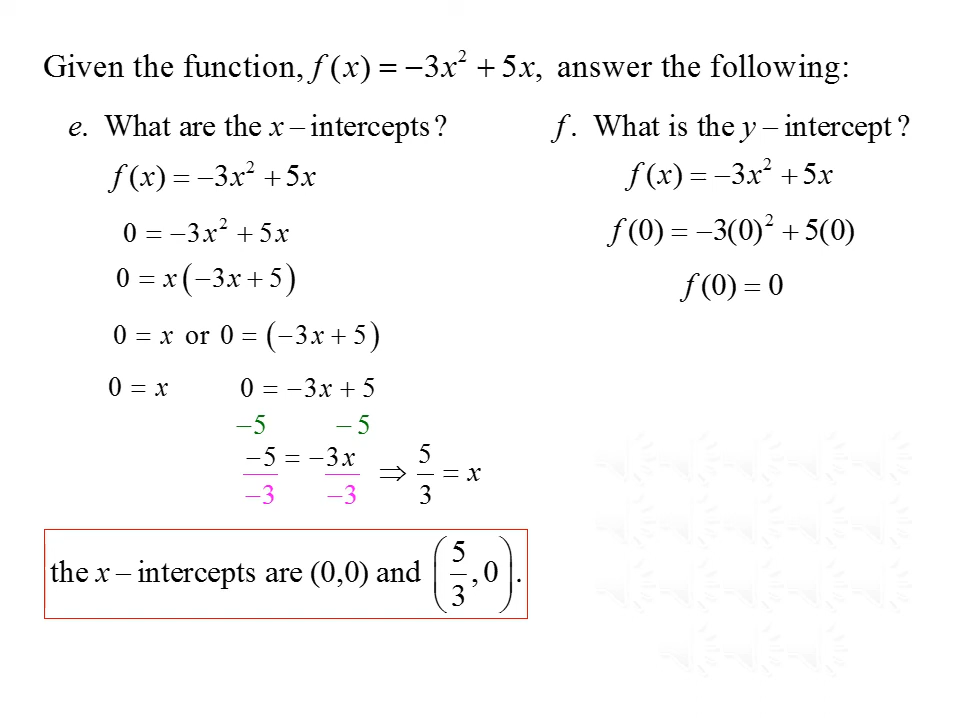 Given the function, f(x) = −3x² + 5x, answer the following:
e. What are the x – intercepts?
f(x) = −3x² + 5x
0 = −3x² + 5x
0 = x(−3x + 5)
0 = x or 0 = (−3x + 5)
0 = x 0 = −3x + 5
−5 − 5
−5 = −3x ⇒ 5/3 = x
−3 −3
the x – intercepts are (0,0) and (5/3, 0).
f. What is the y – intercept?
f(x) = −3x² + 5x
f(0) = −3(0)² + 5(0)
f(0) = 0